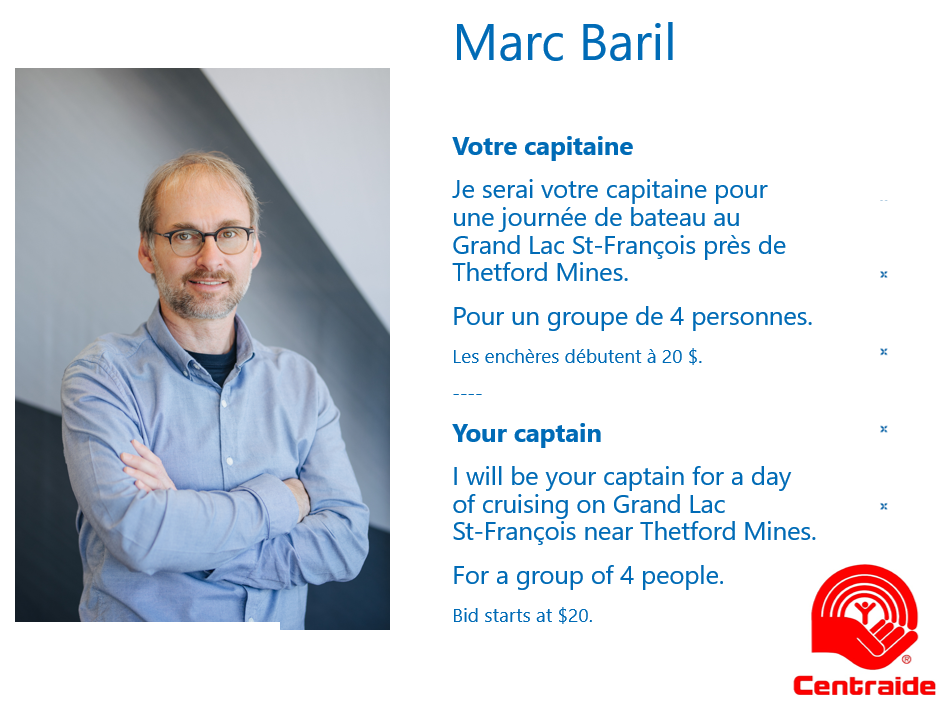 Marc Baril
Votre capitaine
Je serai votre capitaine pour
une journée de bateau au
Grand Lac St-François près de
Thetford Mines.
Pour un groupe de 4 personnes.
Les enchères débutent à 20 $.
----
Your captain
I will be your captain for a day
of cruising on Grand Lac
St-François near Thetford Mines.
For a group of 4 people.
Bid starts at $20.
®
Centraide